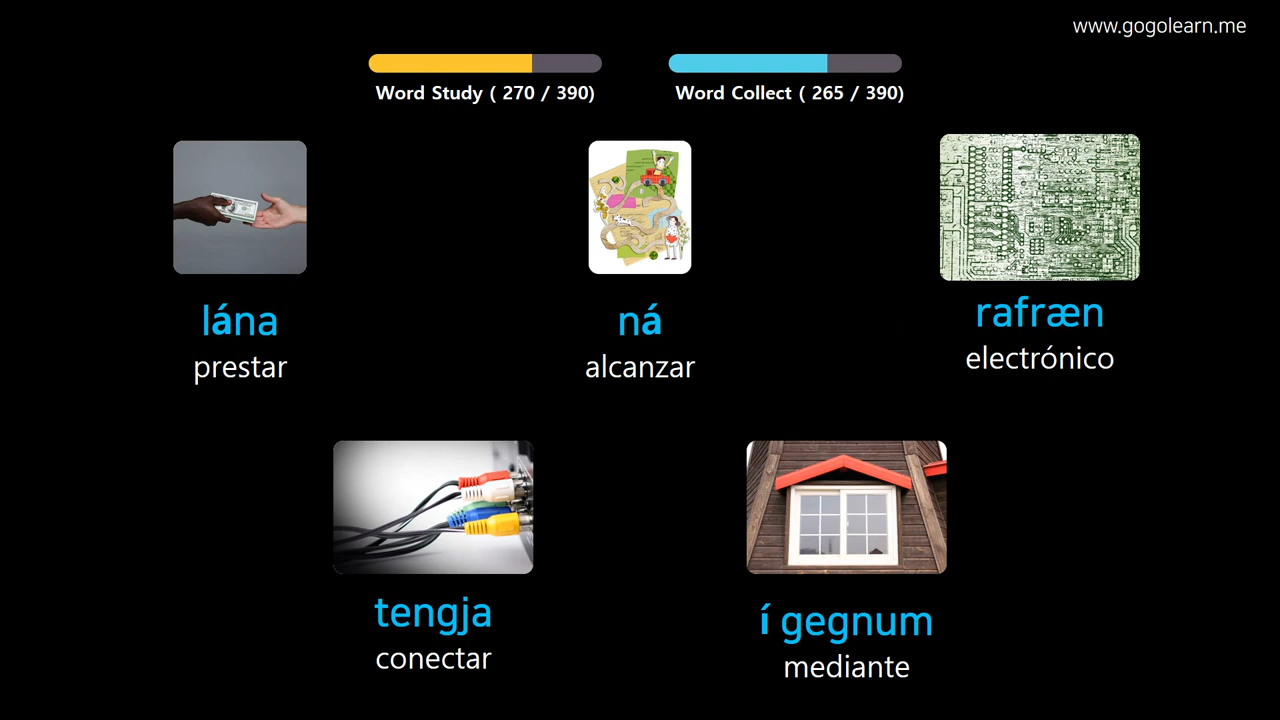 www.gogolearn.me
Word Study ( 270 / 390)
Word Collect ( 265 / 390)
lána
prestar
ná
alcanzar
rafræn
electrónico
tengja
conectar
í gegnum
mediante